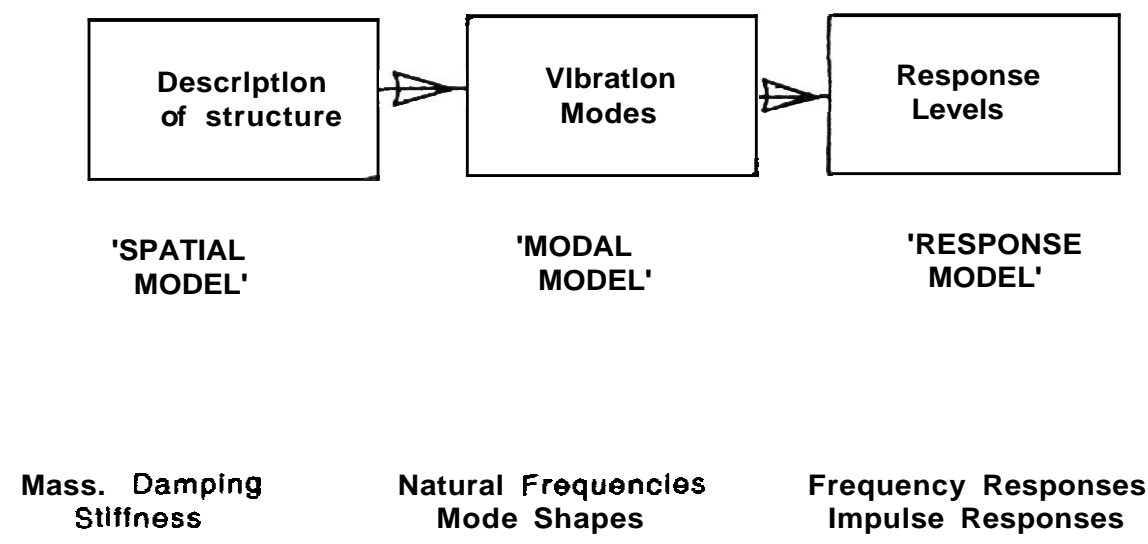 Description
of structure
Vibration
Modes
Response
Levels
'SPATIAL
MODEL'
'MODAL
MODEL'
'RESPONSE
MODEL'
Mass. Damping
Stiffness
Natural Frequencies
Mode Shapes
Frequency Responses
Impulse Responses